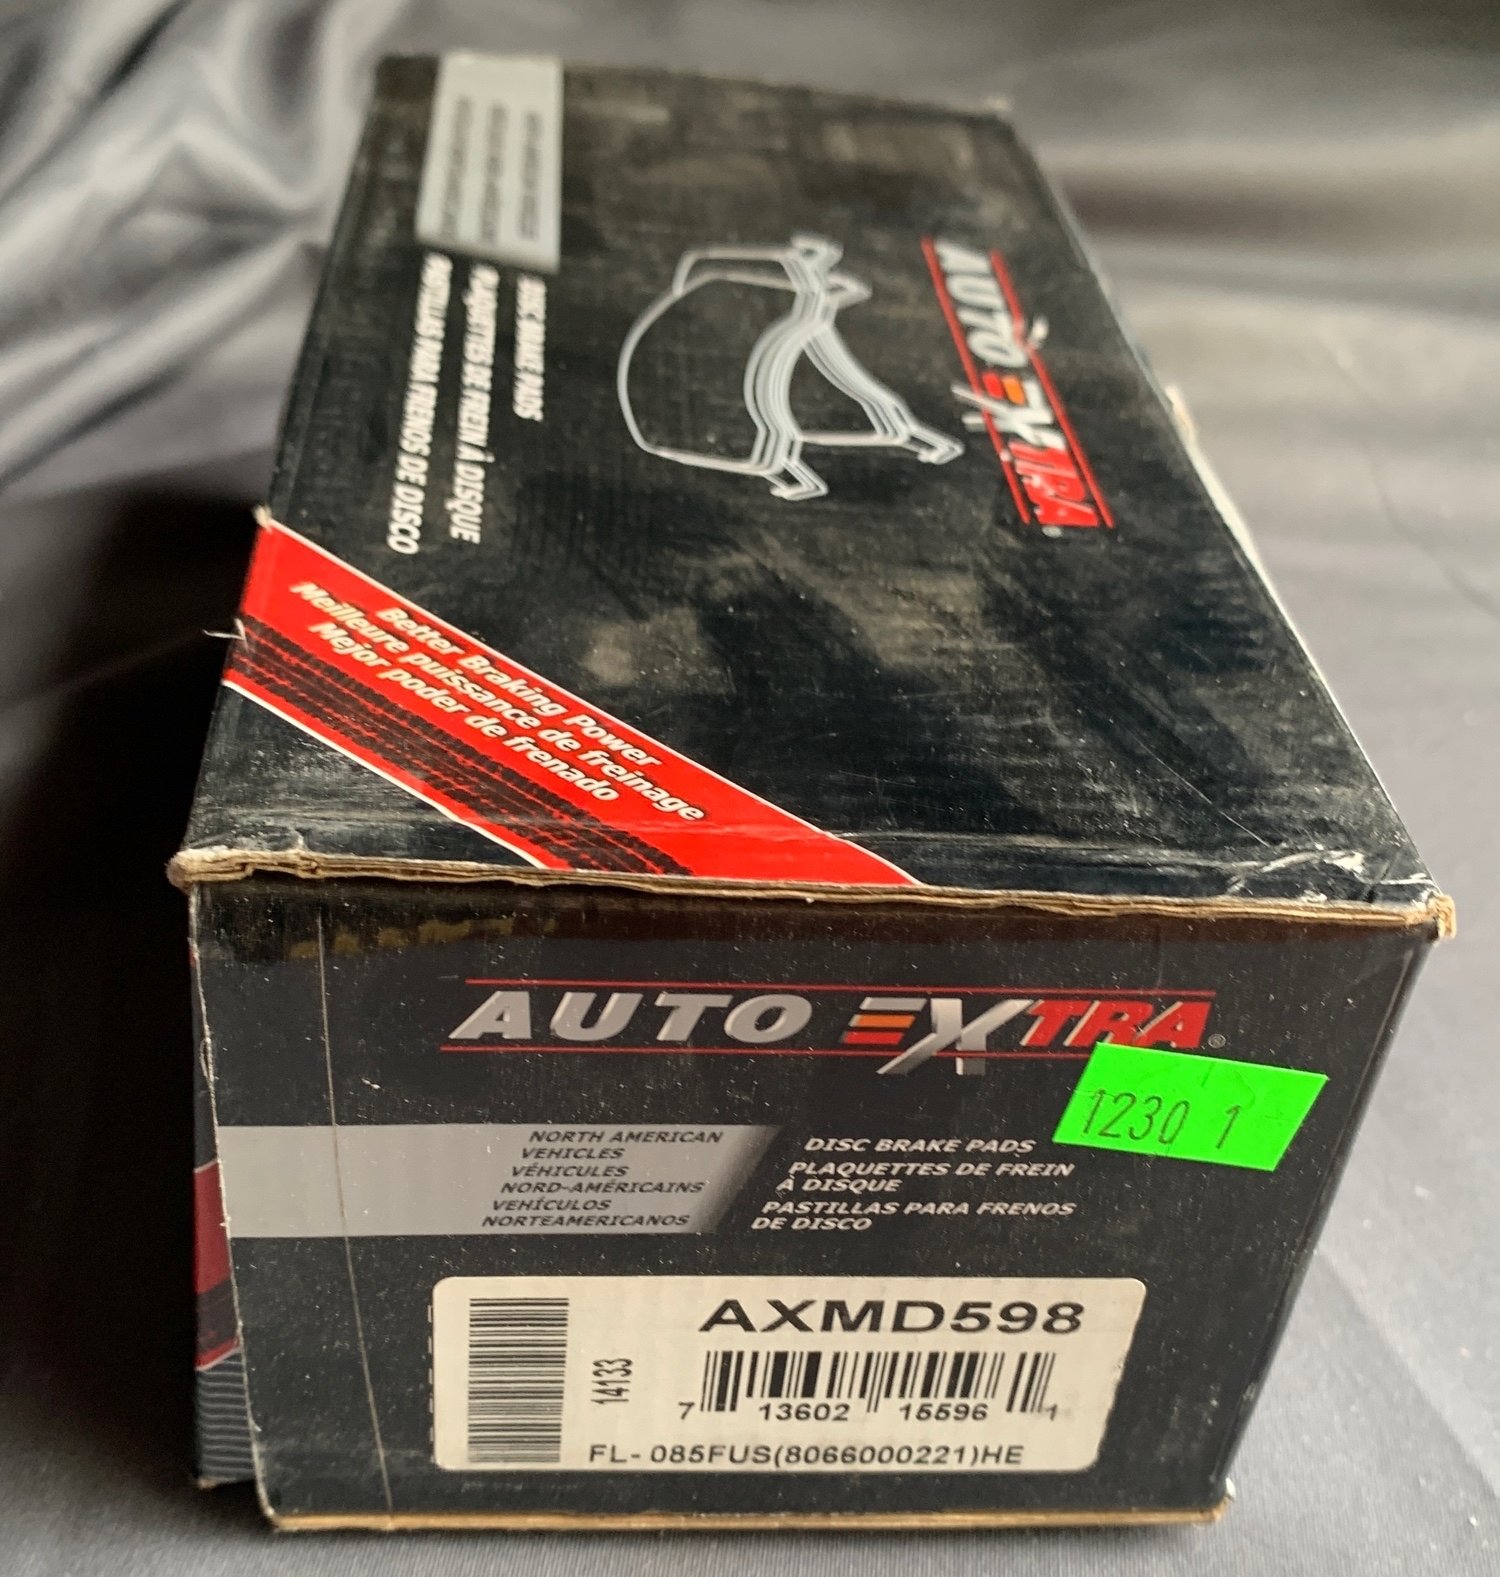 AUTO EXTRA
DISC BRAKE PADS
PLAQUETTES DE FREIN À DISQUE
PASTILLAS PARA FRENOS DE DISCO
Better Braking Power
Meilleure puissance de freinage
Mejor poder de frenado
AUTO EXTRA®
1230 1
NORTH AMERICAN
VEHICLES
VÉHICULES
NORD-AMÉRICAINS
VEHÍCULOS
NORTEAMERICANOS
DISC BRAKE PADS
PLAQUETTES DE FREIN
À DISQUE
PASTILLAS PARA FRENOS
DE DISCO
AXMD598
14133
7 13602 15596 1
FL- 085FUS(8066000221)HE